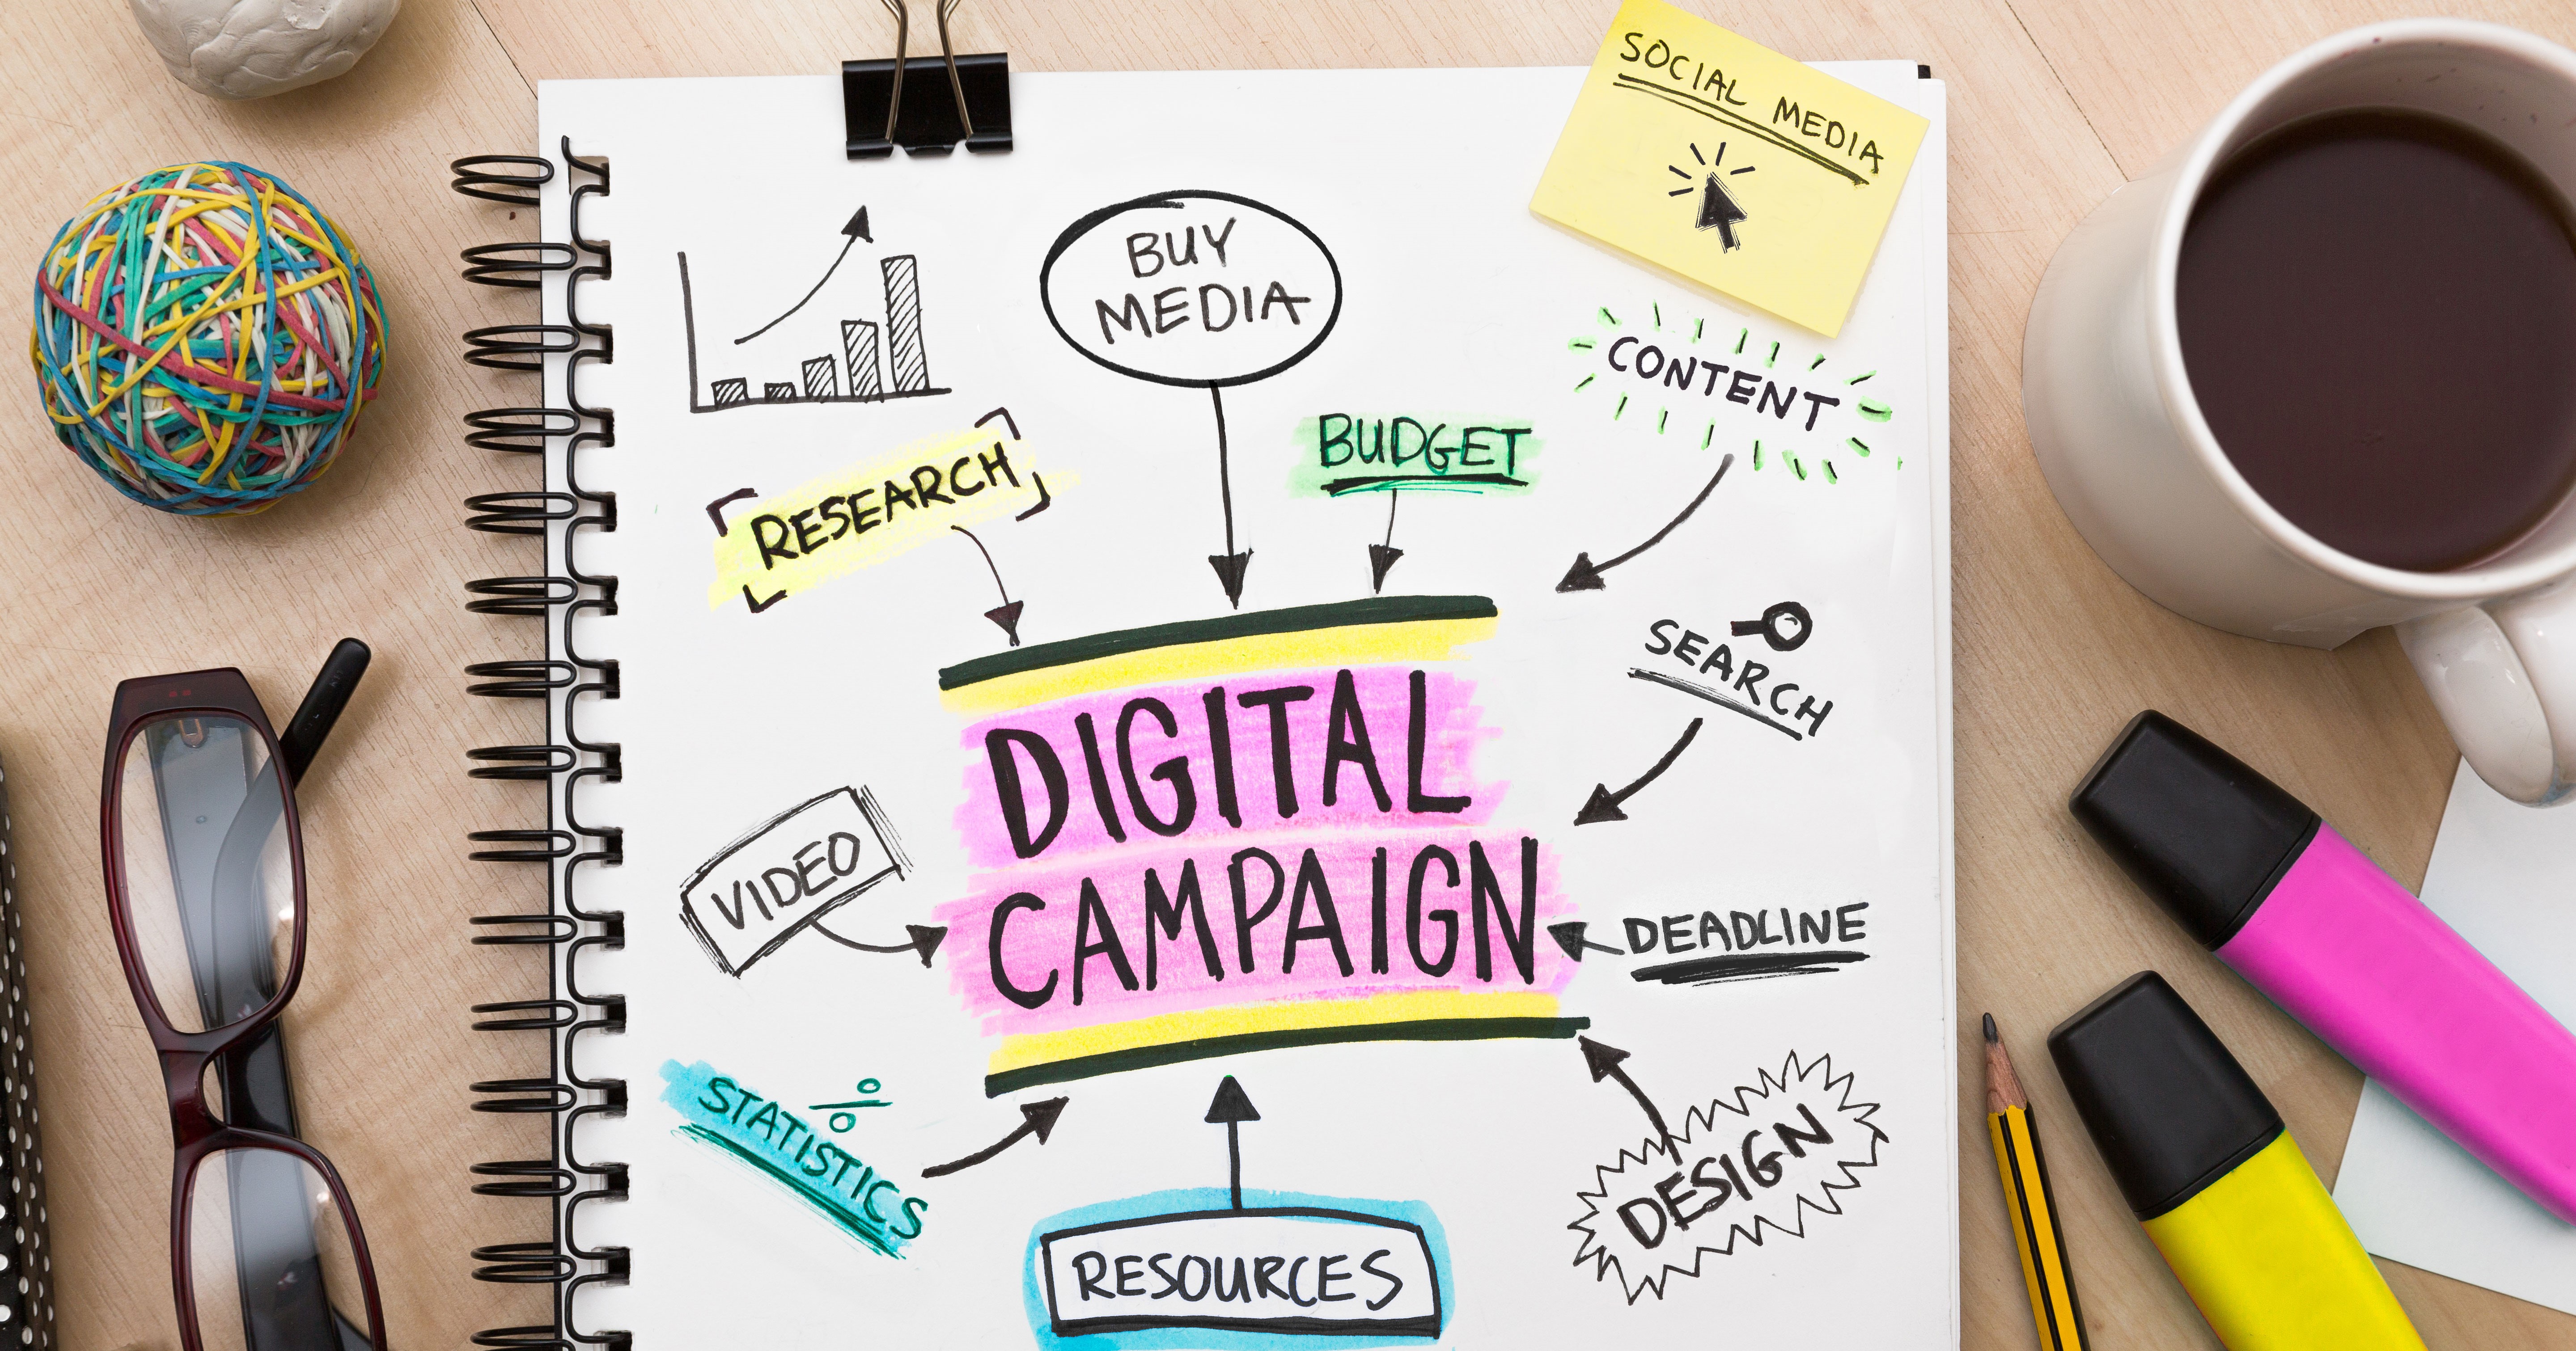 SOCIAL MEDIA
BUY
MEDIA
CONTENT
BUDGET
RESEARCH
SEARCH
DIGITAL
CAMPAIGN
VIDEO
DEADLINE
%
STATISTICS
DESIGN
RESOURCES